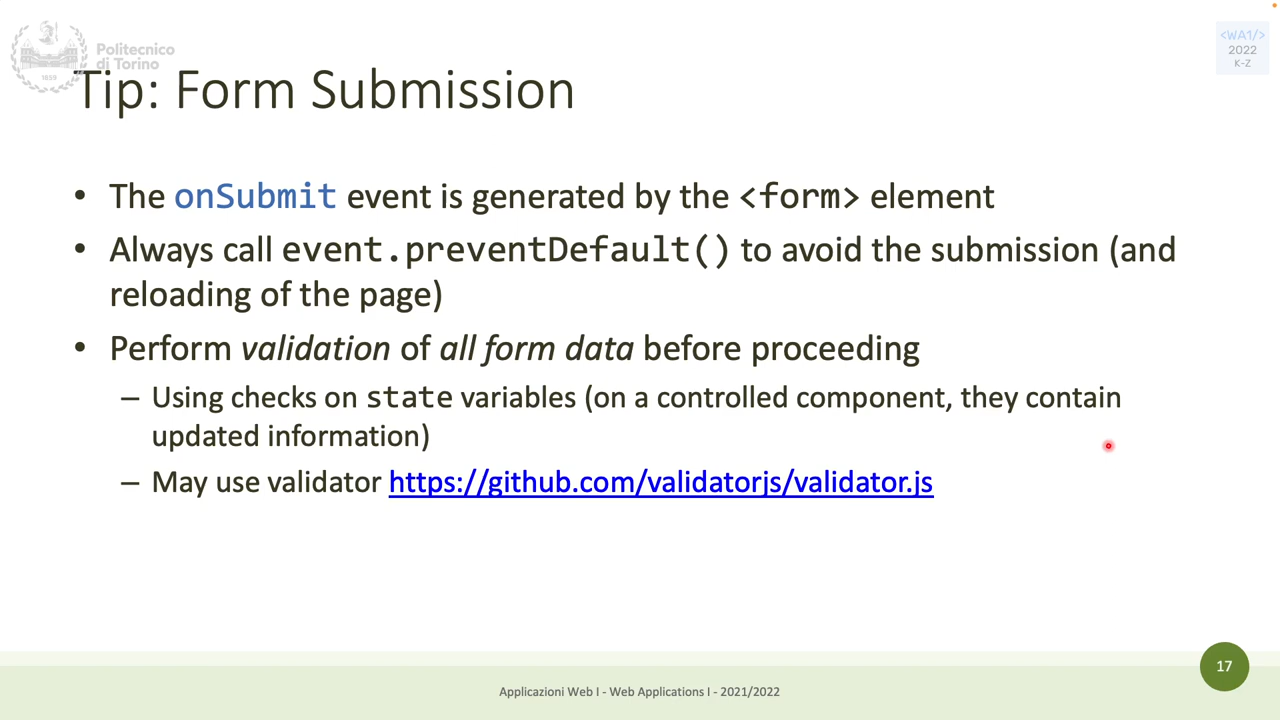 Politecnico
di Torino
1859
<WA1/>
2022
K-Z
Tip: Form Submission
• The onSubmit event is generated by the <form> element
• Always call event.preventDefault() to avoid the submission (and
reloading of the page)
• Perform validation of all form data before proceeding
– Using checks on state variables (on a controlled component, they contain
updated information)
– May use validator https://github.com/validatorjs/validator.js
17
Applicazioni Web I - Web Applications I - 2021/2022